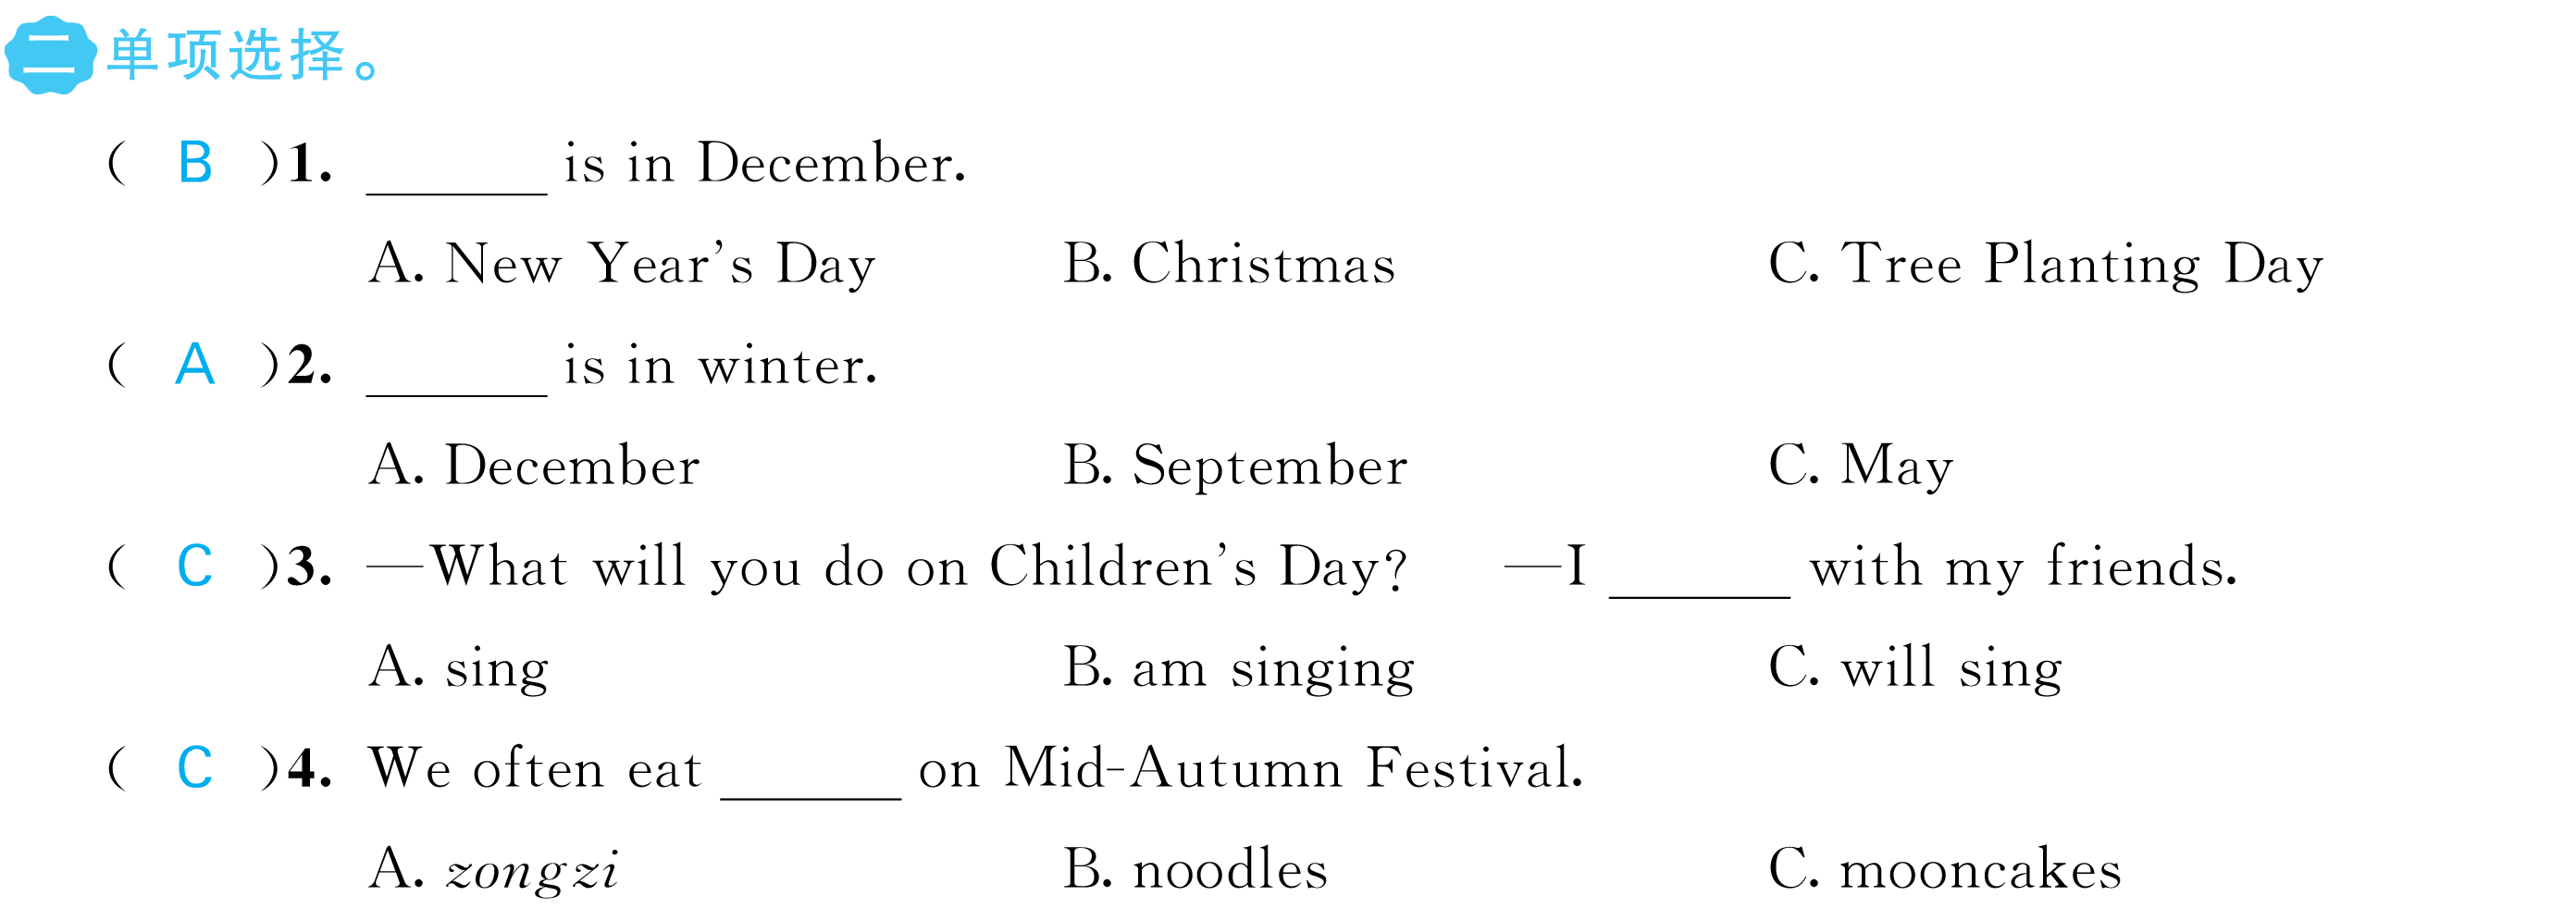 二 单项选择。
( B )1. ______ is in December.
A. New Year's Day B. Christmas C. Tree Planting Day
( A )2. ______ is in winter.
A. December B. September C. May
( C )3. —What will you do on Children's Day? —I ______ with my friends.
A. sing B. am singing C. will sing
( C )4. We often eat ______ on Mid-Autumn Festival.
A. zongzi B. noodles C. mooncakes